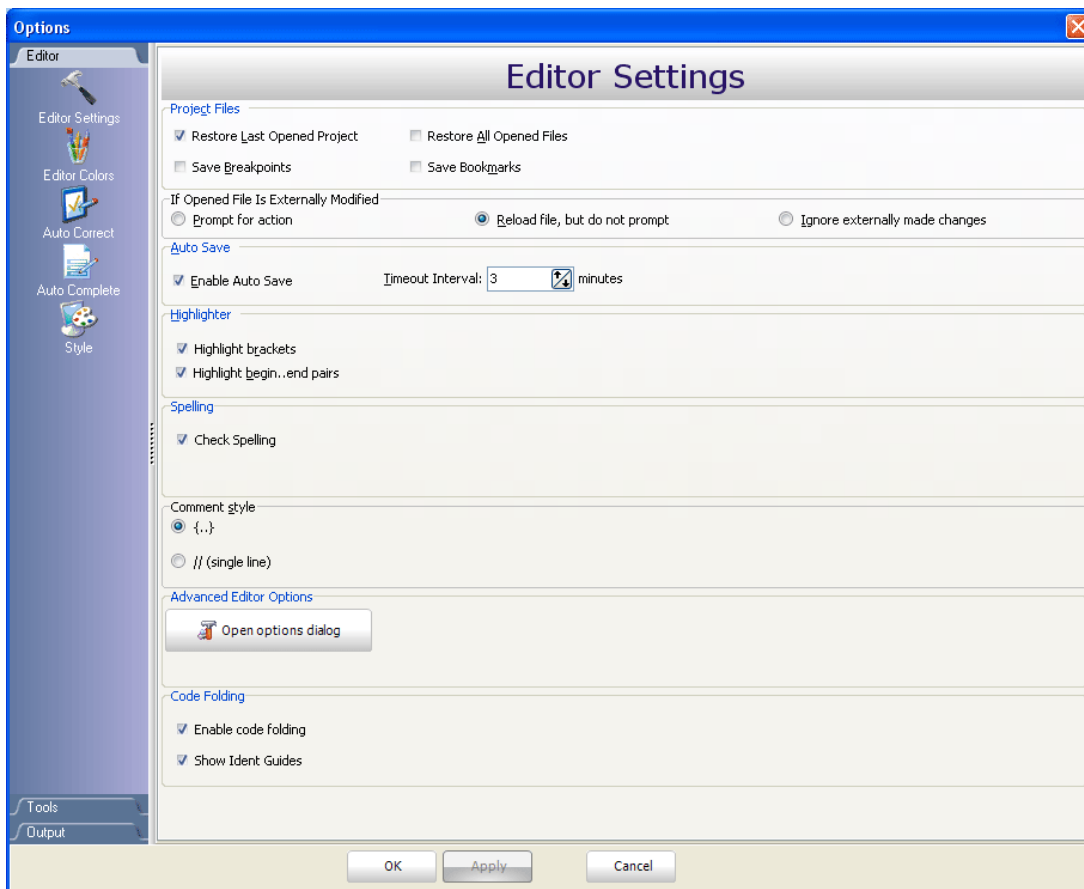 Options
Editor
Editor Settings
Editor Colors
Auto Correct
Auto Complete
Style
Tools
Output
Editor Settings
Project Files
Restore Last Opened Project Restore All Opened Files
Save Breakpoints Save Bookmarks
If Opened File Is Externally Modified
Prompt for action Reload file, but do not prompt Ignore externally made changes
Auto Save
Enable Auto Save Timeout Interval: 3 minutes
Highlighter
Highlight brackets
Highlight begin..end pairs
Spelling
Check Spelling
Comment style
{..}
// (single line)
Advanced Editor Options
Open options dialog
Code Folding
Enable code folding
Show Ident Guides
OK Apply Cancel